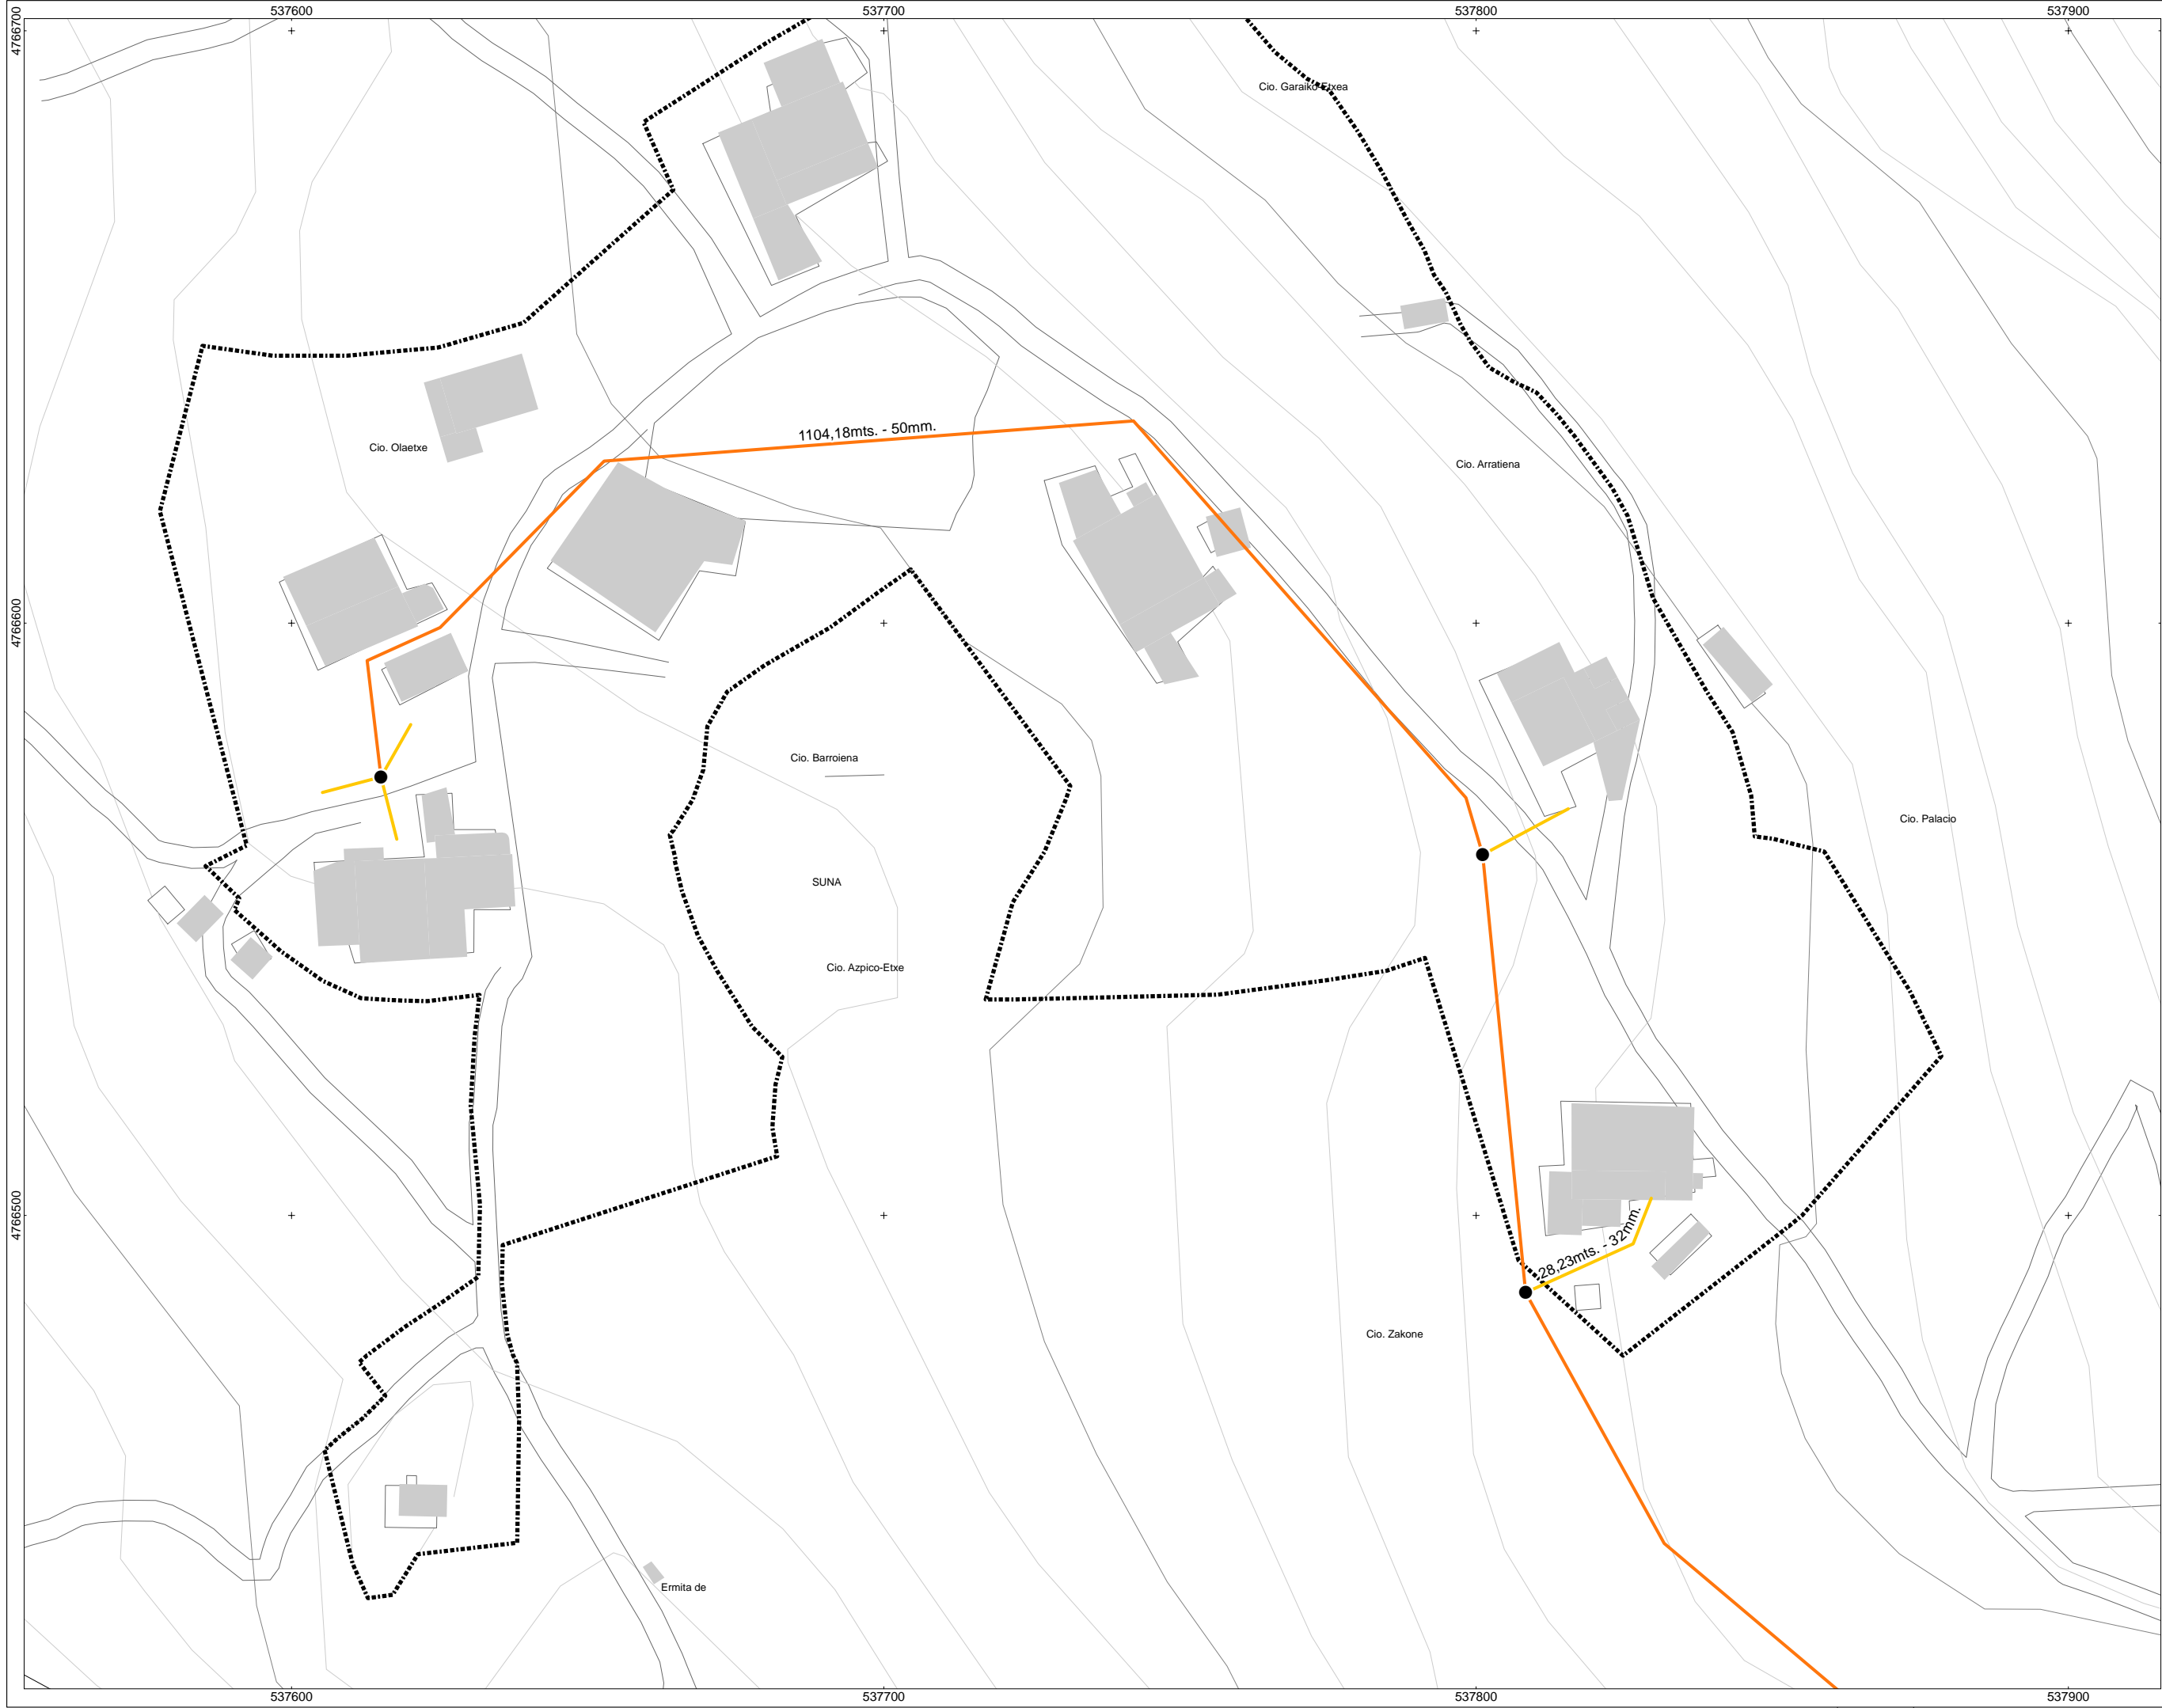 537600
537700
537800
537900
4766700
Cio. Garaiko-Etxea
1104,18mts. - 50mm.
Cio. Olaetxe
Cio. Arratiena
4766600
Cio. Barroiena
Cio. Palacio
SUNA
Cio. Azpico-Etxe
4766500
28,23mts. - 32mm.
Cio. Zakone
Ermita de
537600
537700
537800
537900